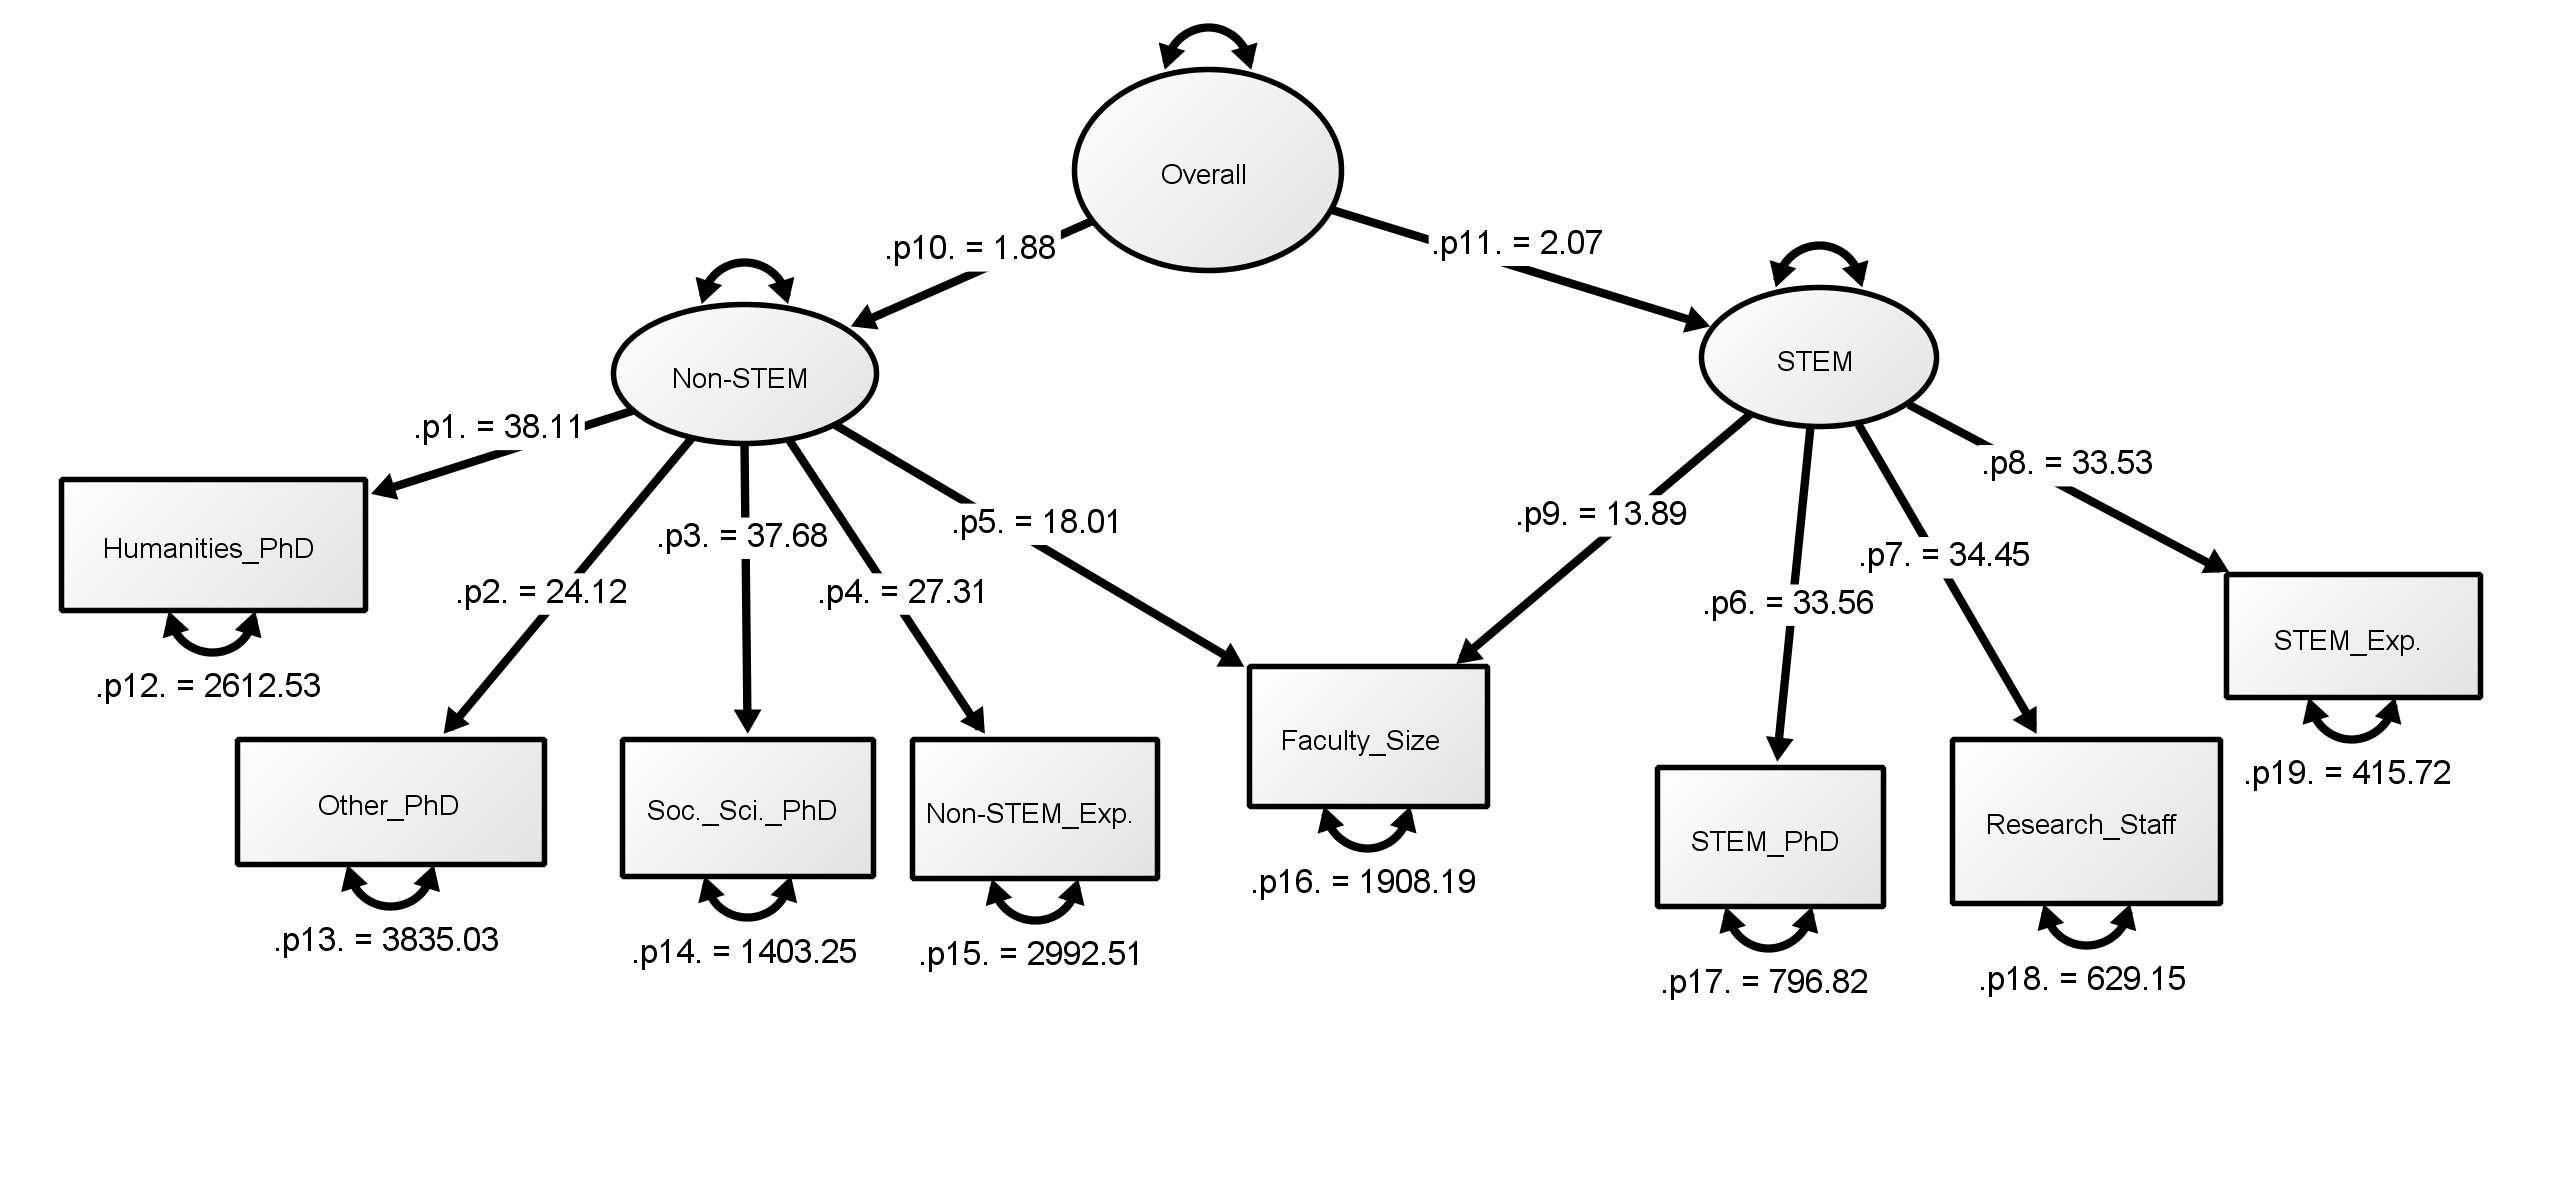 Overall
.p10. = 1.88
.p11. = 2.07
Non-STEM
STEM
.p1. = 38.11
.p8. = 33.53
.p5. = 18.01
.p9. = 13.89
.p3. = 37.68
Humanities_PhD
.p7. = 34.45
.p2. = 24.12
.p4. = 27.31
.p6. = 33.56
STEM_Exp.
.p12. = 2612.53
Faculty_Size
.p19. = 415.72
Other_PhD
Soc._Sci._PhD
Non-STEM_Exp.
Research_Staff
STEM_PhD
.p16. = 1908.19
.p13. = 3835.03
.p14. = 1403.25
.p15. = 2992.51
.p18. = 629.15
.p17. = 796.82